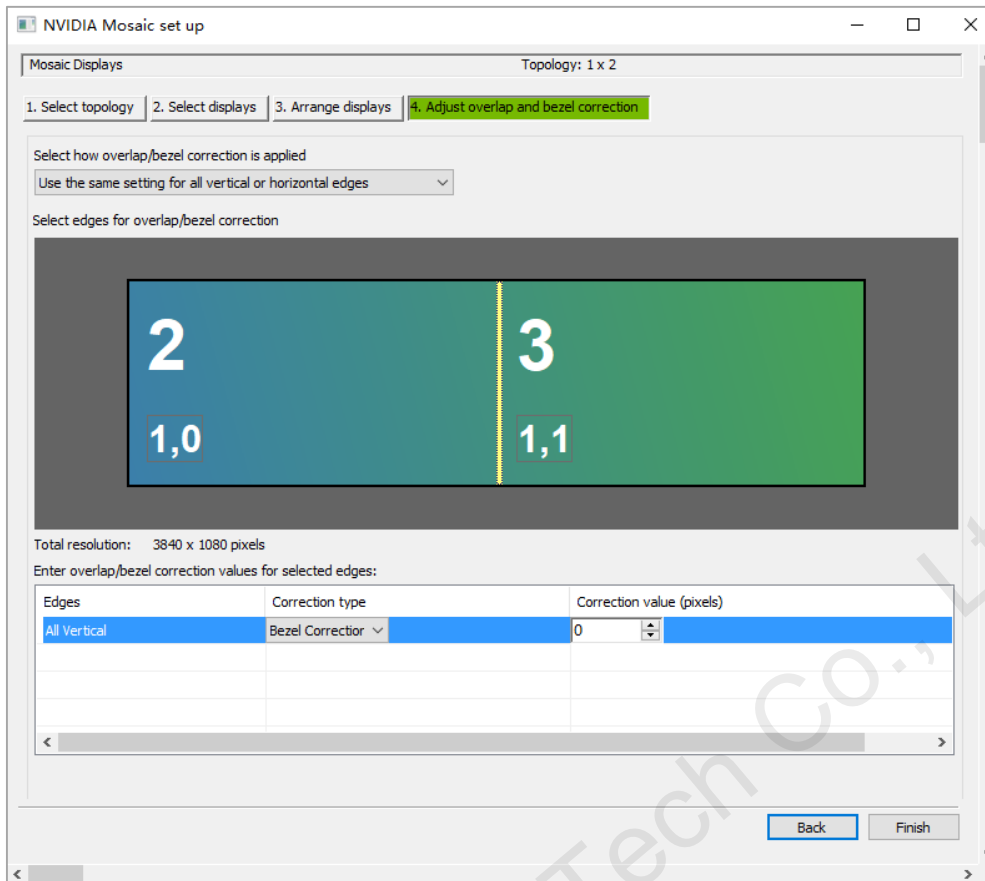 NVIDIA Mosaic set up
Mosaic Displays Topology: 1 x 2
1. Select topology 2. Select displays 3. Arrange displays 4. Adjust overlap and bezel correction
Select how overlap/bezel correction is applied
Use the same setting for all vertical or horizontal edges
Select edges for overlap/bezel correction
2 3
1,0 1,1
Total resolution: 3840 x 1080 pixels
Enter overlap/bezel correction values for selected edges:
Edges Correction type Correction value (pixels)
All Vertical Bezel Correction 0
Back Finish
Tech Co., Lt